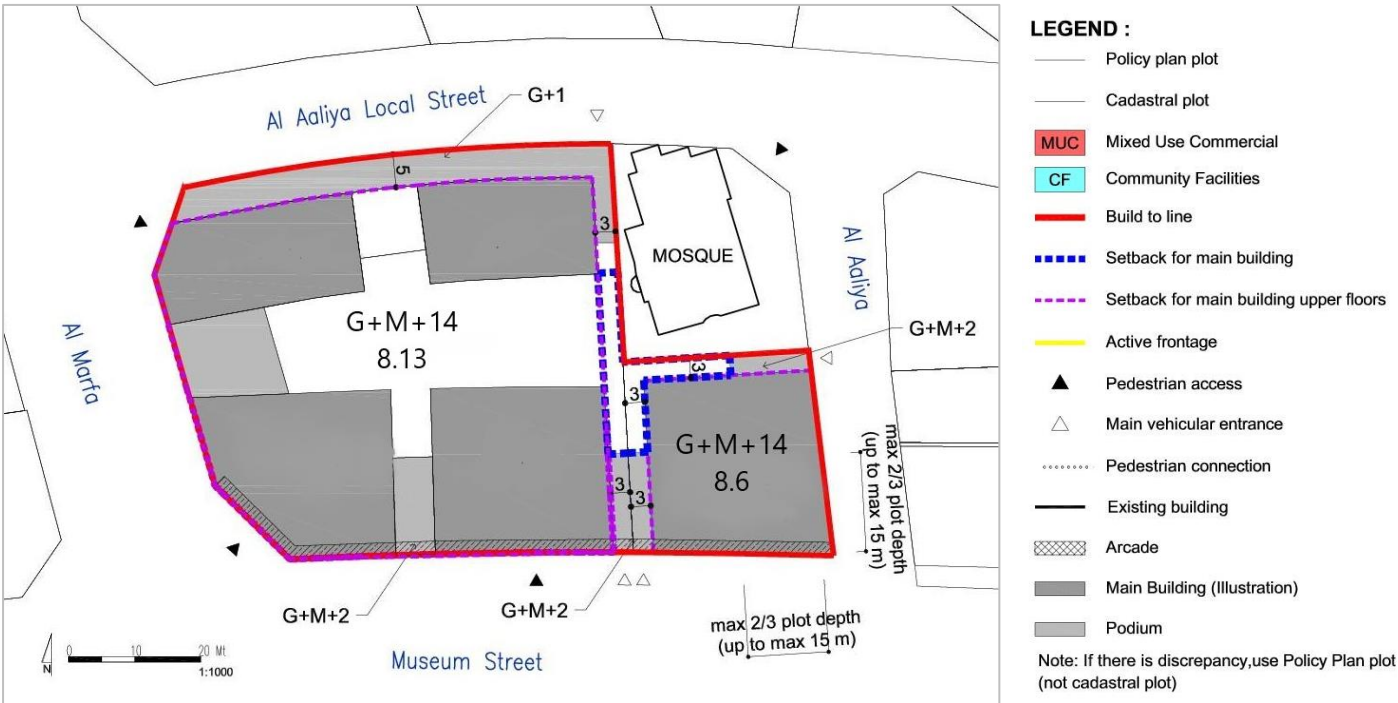 Al Aaliya Local Street
G+1
5
3
MOSQUE
Al Aaliya
Al Marfa
G+M+14
8.13
G+M+2
3
3
G+M+14
8.6
3
3
max 2/3 plot depth
(up to max 15 m)
G+M+2
G+M+2
max 2/3 plot depth
(up to max 15 m)
Museum Street
N
0 10 20 Mt.
1:1000
LEGEND :
Policy plan plot
Cadastral plot
MUC Mixed Use Commercial
CF Community Facilities
Build to line
Setback for main building
Setback for main building upper floors
Active frontage
Pedestrian access
Main vehicular entrance
Pedestrian connection
Existing building
Arcade
Main Building (Illustration)
Podium
Note: If there is discrepancy,use Policy Plan plot
(not cadastral plot)